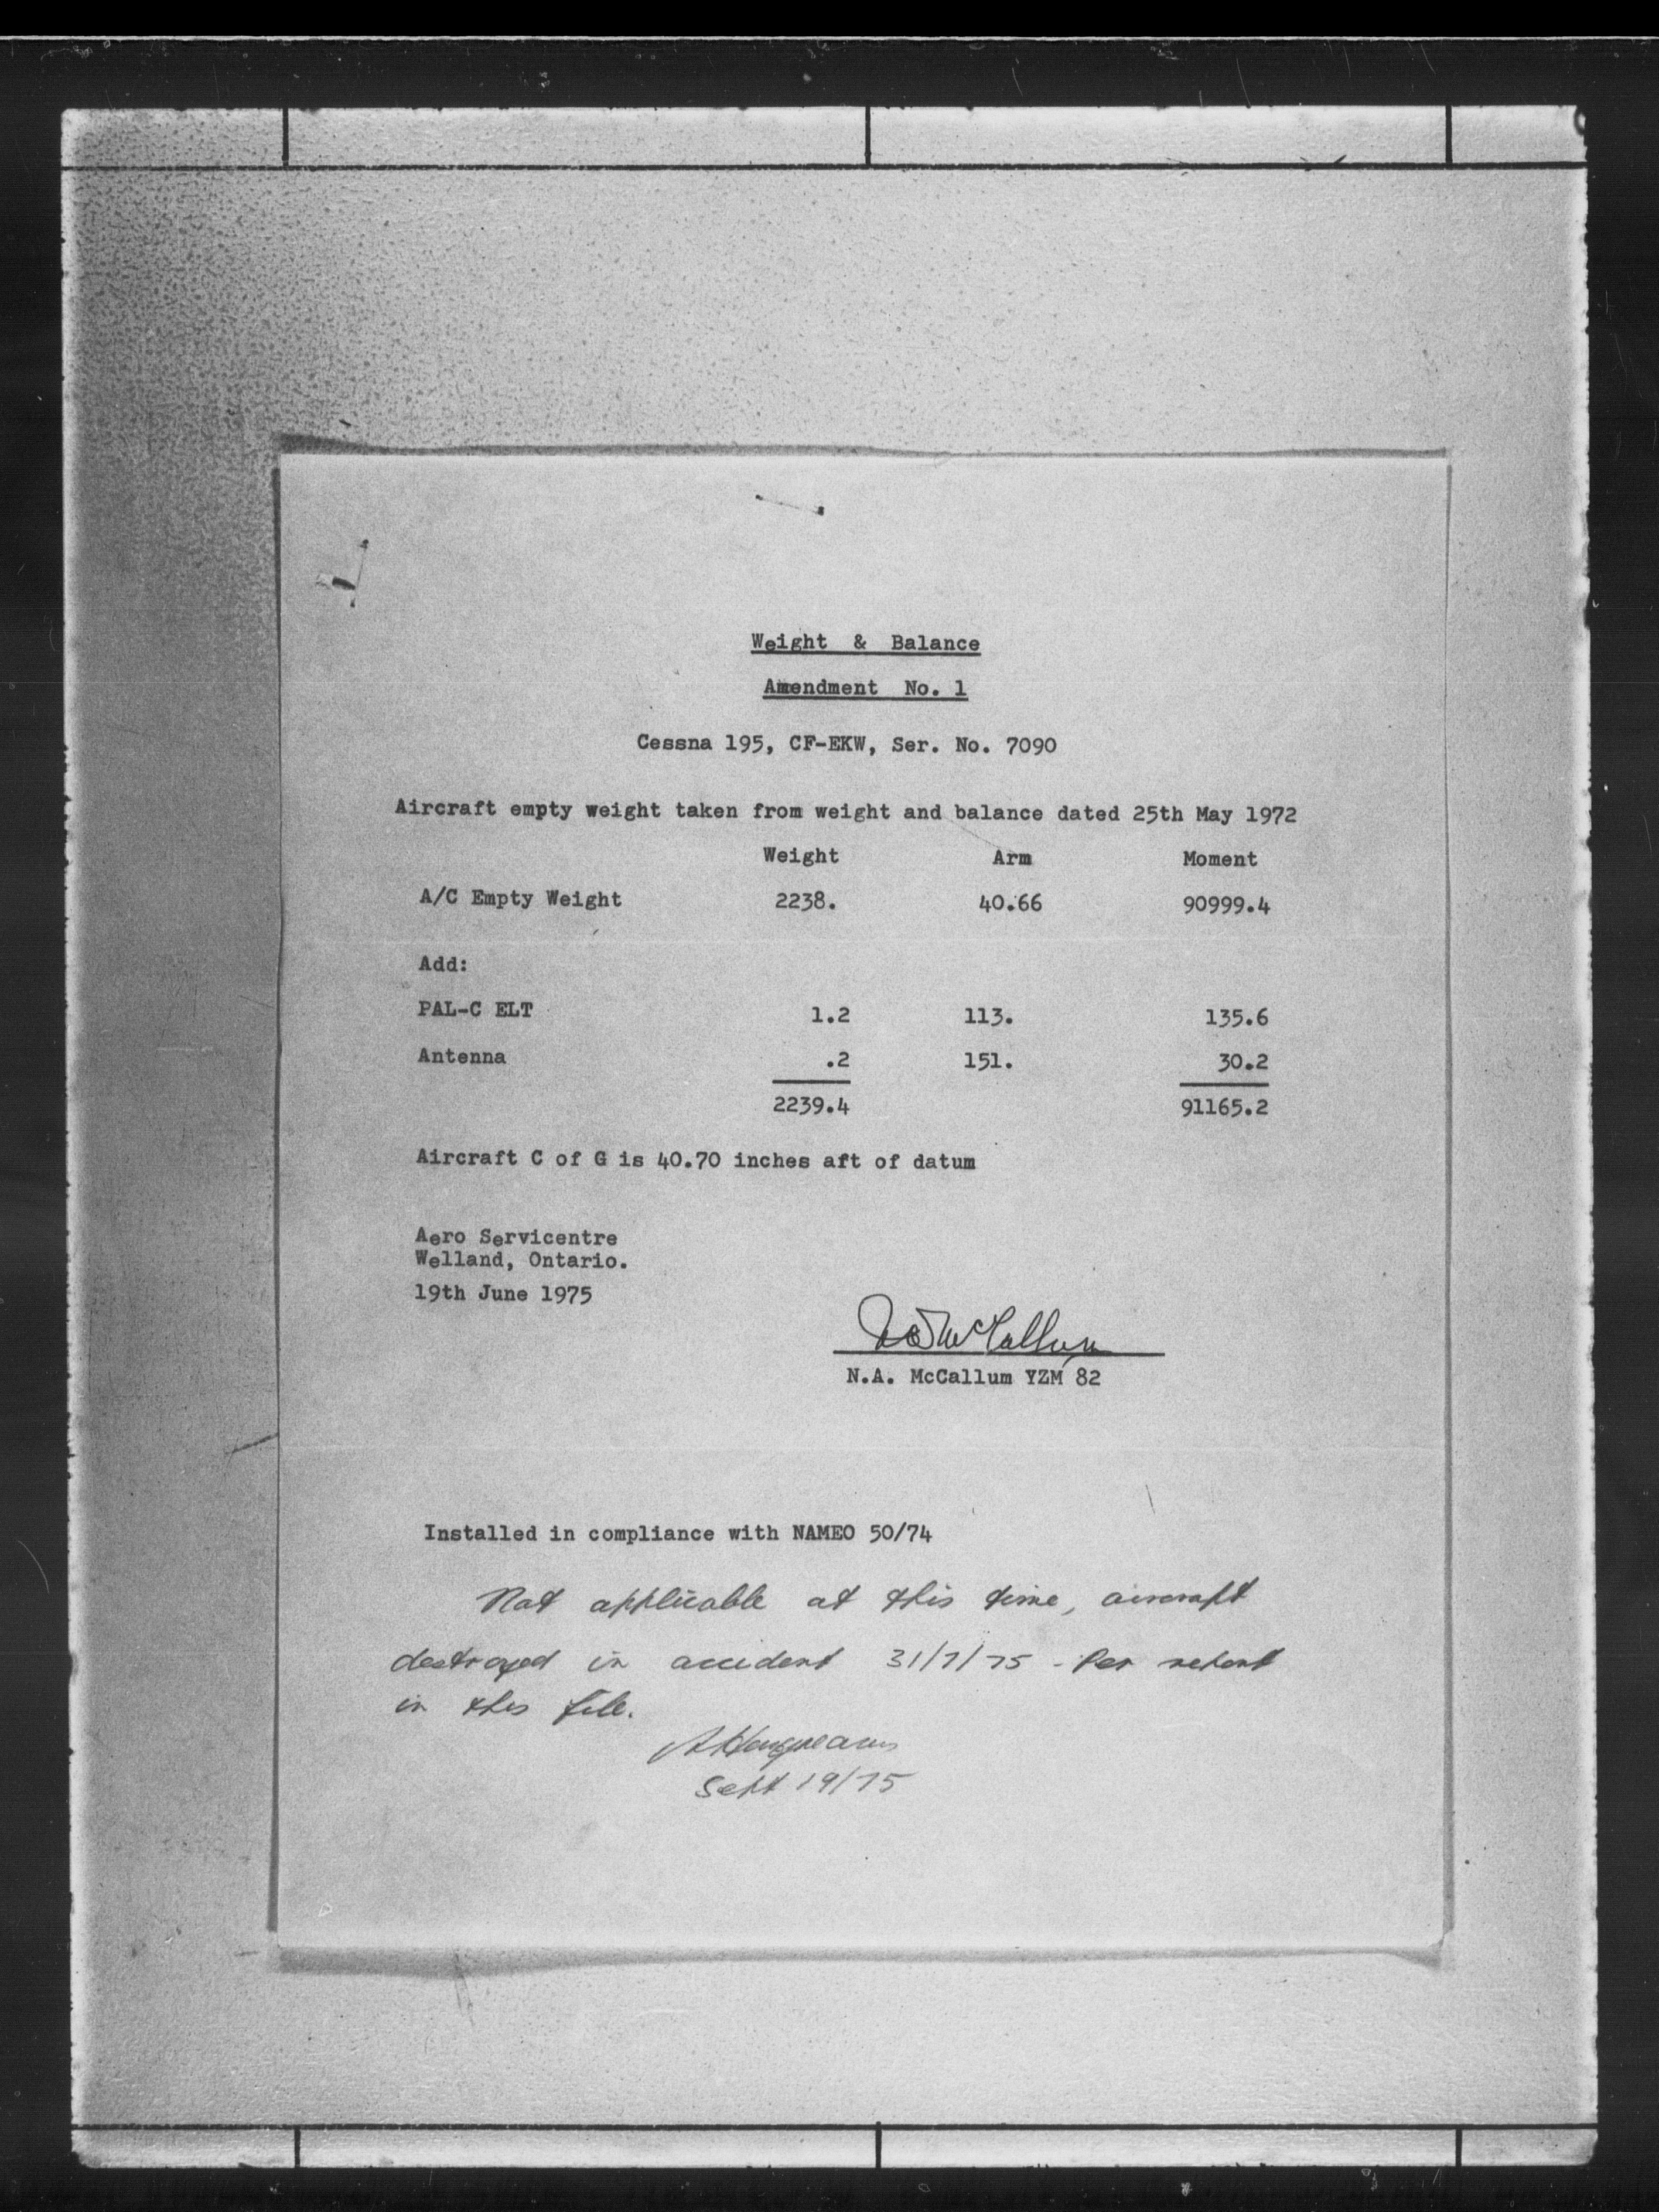 Weight & Balance
Amendment No. 1
Cessna 195, CF-EKW, Ser. No. 7090
Aircraft empty weight taken from weight and balance dated 25th May 1972
Weight Arm Moment
A/C Empty Weight 2238. 40.66 90999.4
Add:
PAL-C ELT 1.2 113. 135.6
Antenna .2 151. 30.2
2239.4 91165.2
Aircraft C of G is 40.70 inches aft of datum
Aero Servicentre
Welland, Ontario.
19th June 1975
McCallum
N.A. McCallum YZM 82
Installed in compliance with NAMEO 50/74
Not applicable at this time, aircraft
destroyed in accident 31/7/75 - Per report
in this file.
Sept 19/75